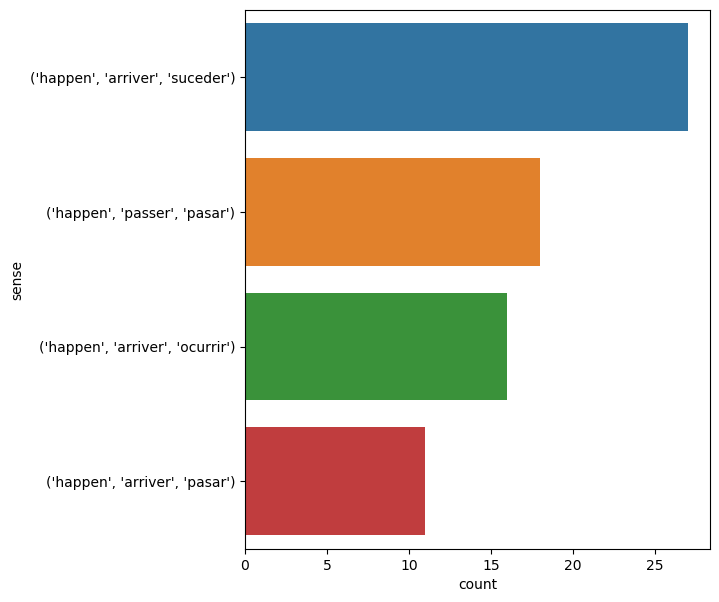 ('happen', 'arriver', 'suceder')
('happen', 'passer', 'pasar')
('happen', 'arriver', 'ocurrir')
('happen', 'arriver', 'pasar')
sense
0 5 10 15 20 25
count